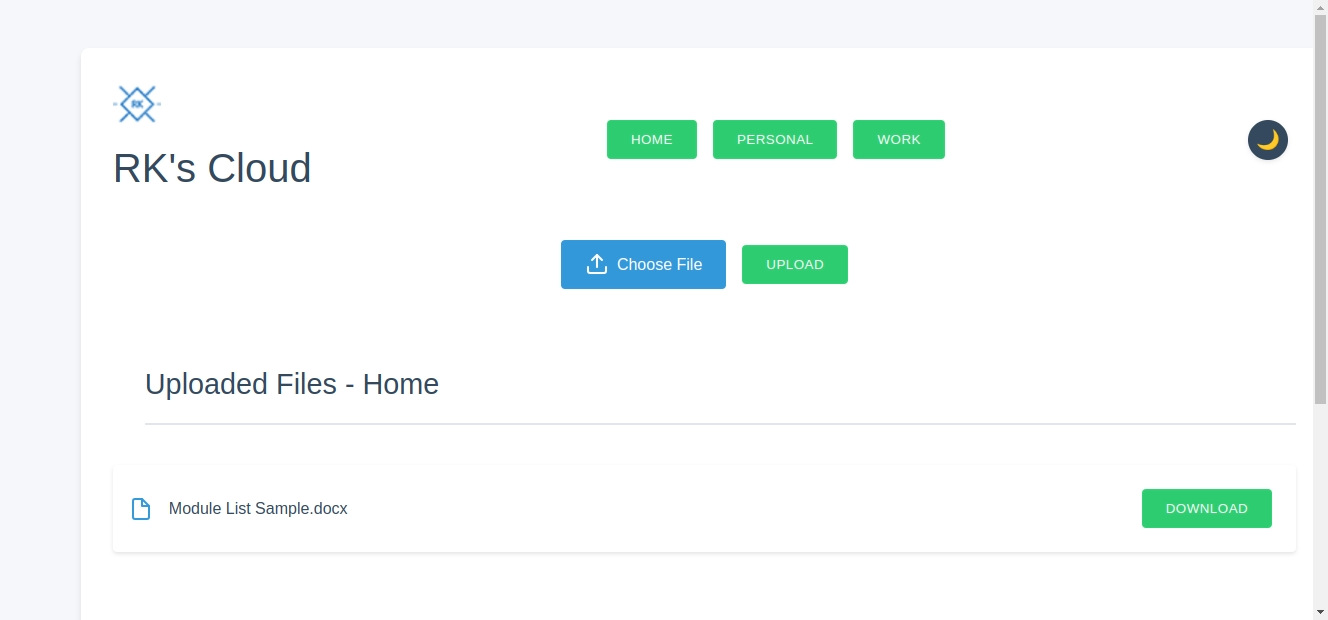 RK
RK's Cloud
HOME
PERSONAL
WORK
Choose File
UPLOAD
Uploaded Files - Home
Module List Sample.docx
DOWNLOAD